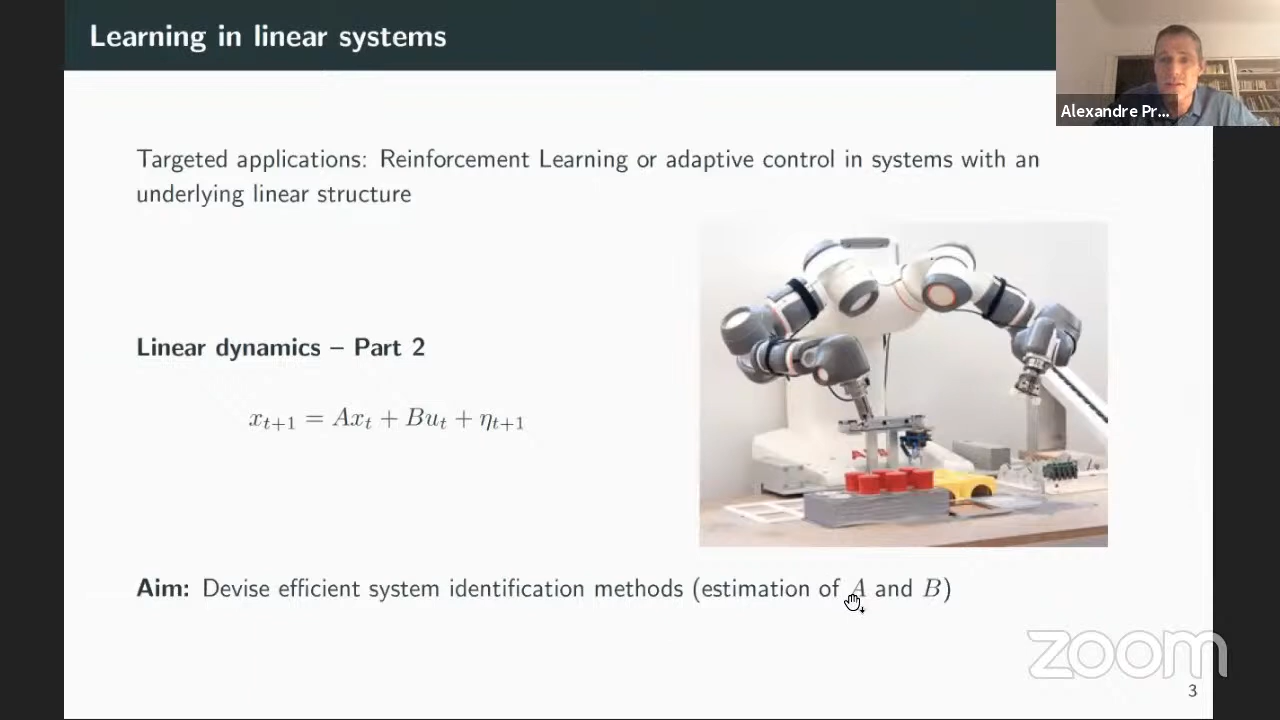 Learning in linear systems
Alexandre Pr...
Targeted applications: Reinforcement Learning or adaptive control in systems with an
underlying linear structure
Linear dynamics – Part 2
x_{t+1} = Ax_t + Bu_t + η_{t+1}
Aim: Devise efficient system identification methods (estimation of A and B)
zoom
3